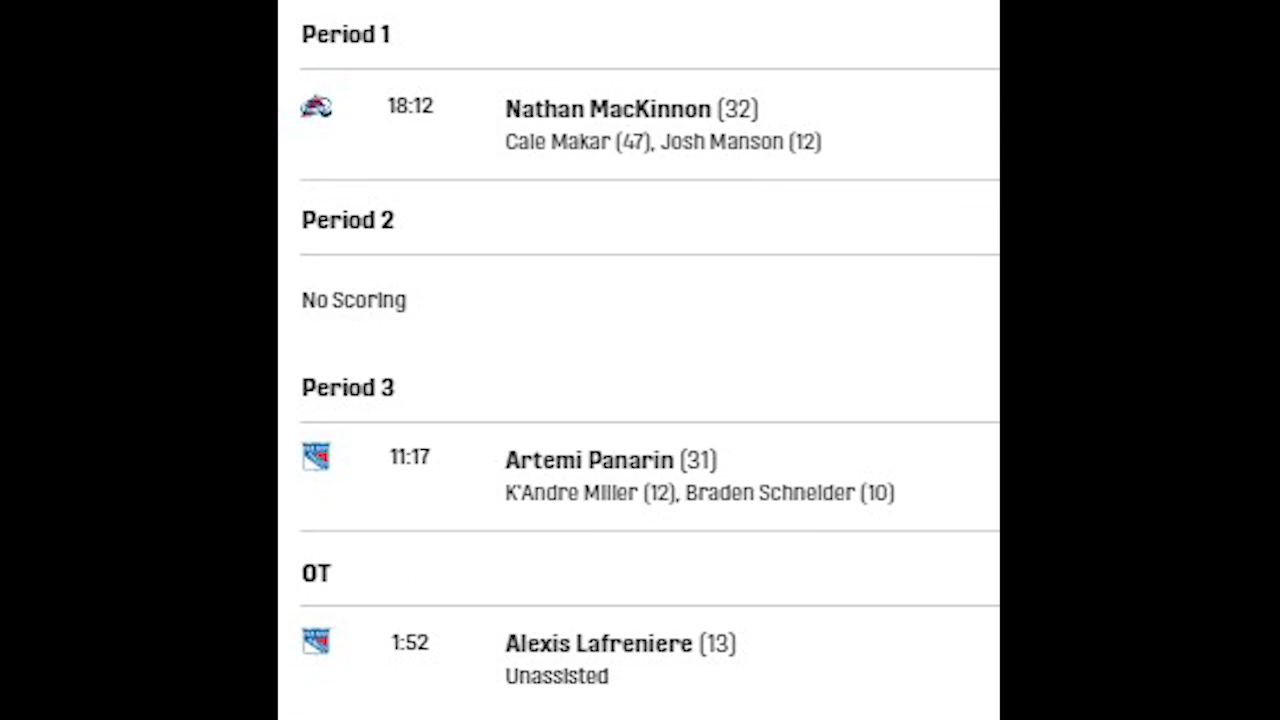 Period 1
18:12
Nathan MacKinnon (32)
Cale Makar (47), Josh Manson (12)
Period 2
No Scoring
Period 3
11:17
Artemi Panarin (31)
K'Andre Miller (12), Braden Schneider (10)
OT
1:52
Alexis Lafreniere (13)
Unassisted